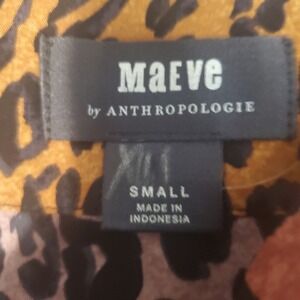 Maeve
by ANTHROPOLOGIE
SMALL
MADE IN
INDONESIA